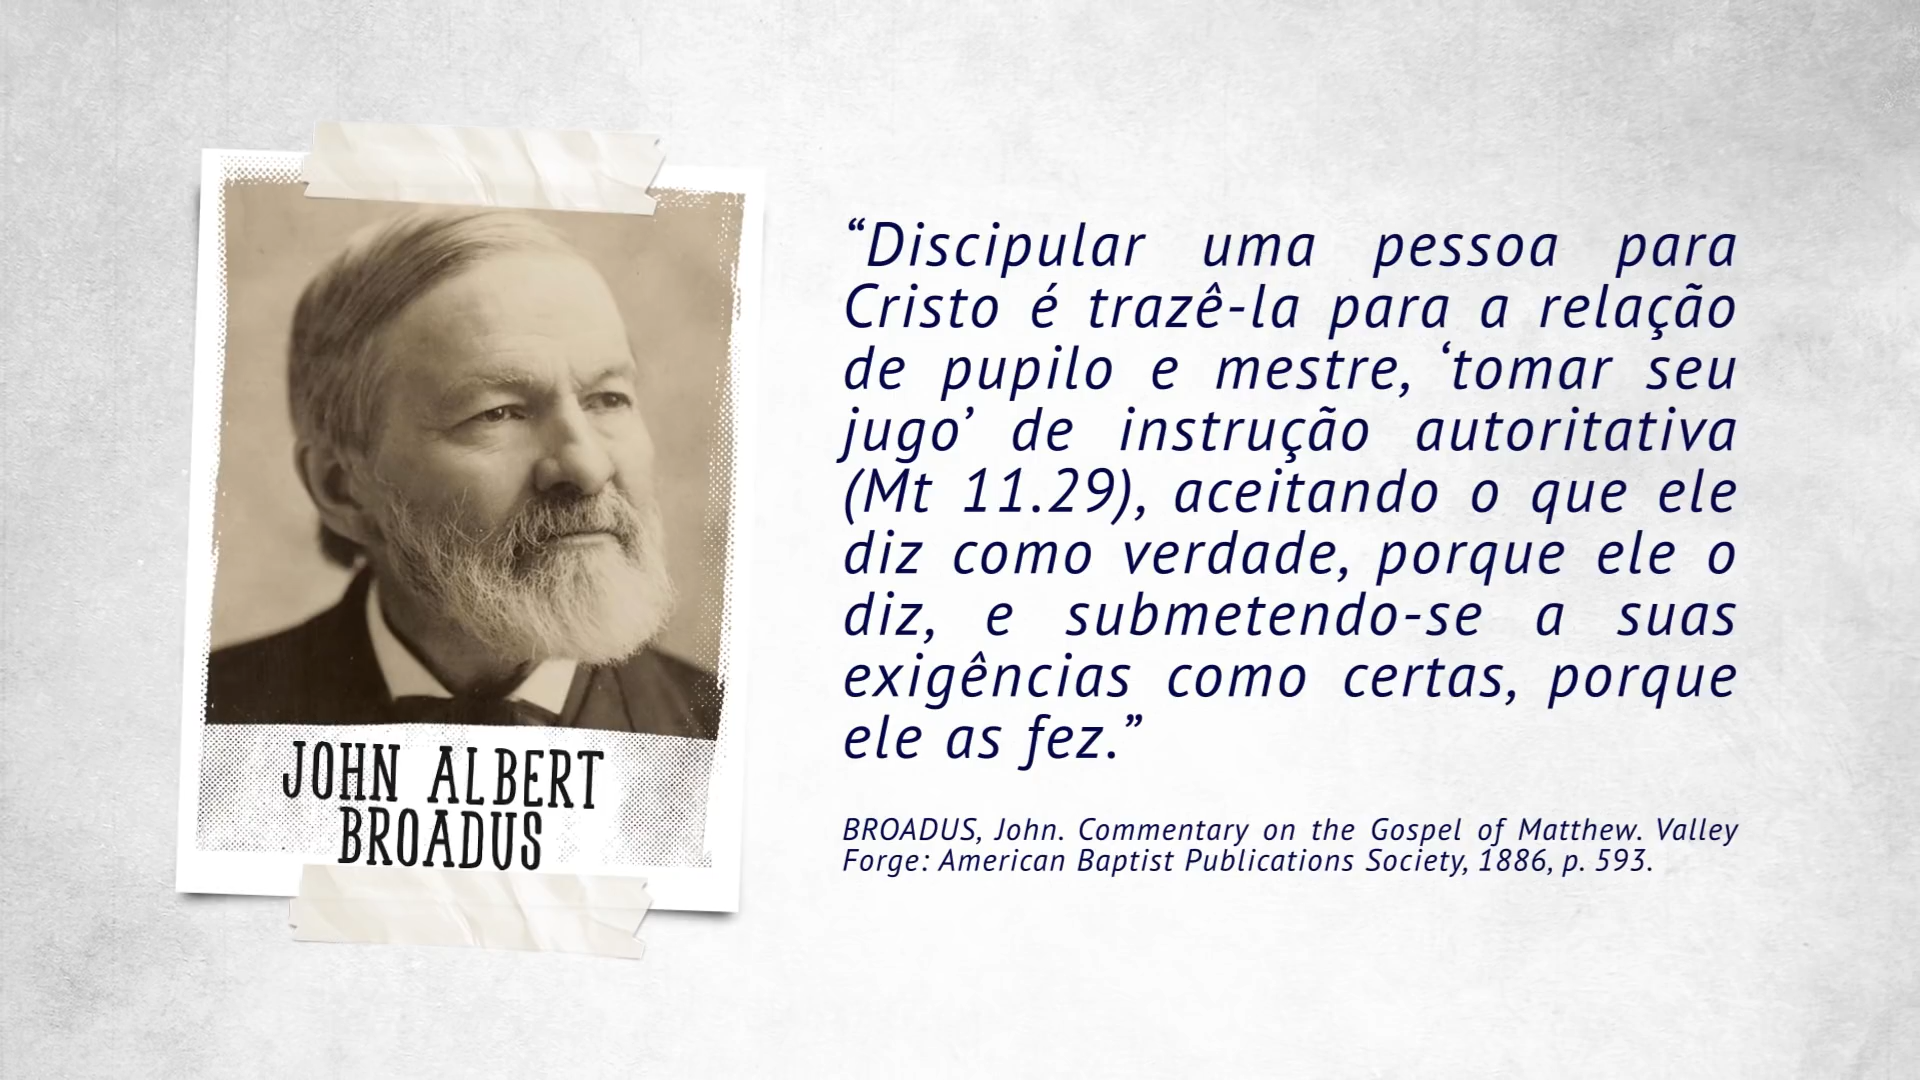 JOHN ALBERT
BROADUS
“Discipular uma pessoa para
Cristo é trazê-la para a relação
de pupilo e mestre, ‘tomar seu
jugo’ de instrução autoritativa
(Mt 11.29), aceitando o que ele
diz como verdade, porque ele o
diz, e submetendo-se a suas
exigências como certas, porque
ele as fez.”
BROADUS, John. Commentary on the Gospel of Matthew. Valley
Forge: American Baptist Publications Society, 1886, p. 593.